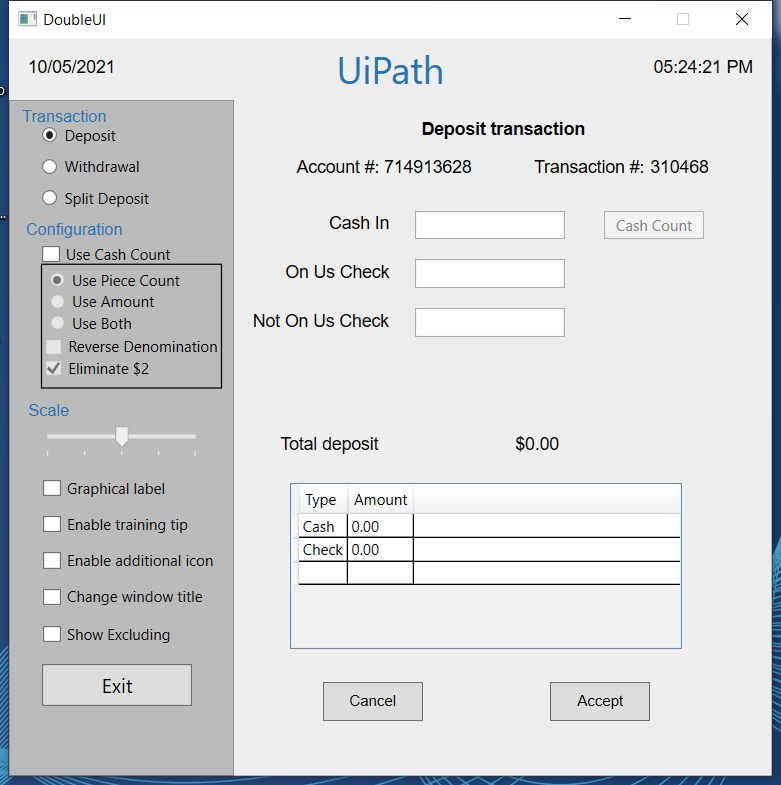 DoubleUI
10/05/2021
UiPath
05:24:21 PM
Transaction
Deposit
Withdrawal
Split Deposit
Configuration
Use Cash Count
Use Piece Count
Use Amount
Use Both
Reverse Denomination
Eliminate $2
Scale
Graphical label
Enable training tip
Enable additional icon
Change window title
Show Excluding
Exit
Deposit transaction
Account #: 714913628 Transaction #: 310468
Cash In
Cash Count
On Us Check
Not On Us Check
Total deposit $0.00
Type Amount
Cash 0.00
Check 0.00
Cancel Accept